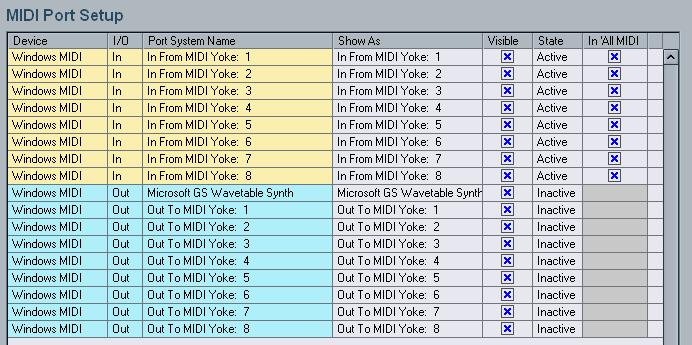 MIDI Port Setup
Device I/O Port System Name Show As Visible State In 'All MIDI
Windows MIDI In In From MIDI Yoke: 1 In From MIDI Yoke: 1 Active
Windows MIDI In In From MIDI Yoke: 2 In From MIDI Yoke: 2 Active
Windows MIDI In In From MIDI Yoke: 3 In From MIDI Yoke: 3 Active
Windows MIDI In In From MIDI Yoke: 4 In From MIDI Yoke: 4 Active
Windows MIDI In In From MIDI Yoke: 5 In From MIDI Yoke: 5 Active
Windows MIDI In In From MIDI Yoke: 6 In From MIDI Yoke: 6 Active
Windows MIDI In In From MIDI Yoke: 7 In From MIDI Yoke: 7 Active
Windows MIDI In In From MIDI Yoke: 8 In From MIDI Yoke: 8 Active
Windows MIDI Out Microsoft GS Wavetable Synth Microsoft GS Wavetable Synth Inactive
Windows MIDI Out Out To MIDI Yoke: 1 Out To MIDI Yoke: 1 Inactive
Windows MIDI Out Out To MIDI Yoke: 2 Out To MIDI Yoke: 2 Inactive
Windows MIDI Out Out To MIDI Yoke: 3 Out To MIDI Yoke: 3 Inactive
Windows MIDI Out Out To MIDI Yoke: 4 Out To MIDI Yoke: 4 Inactive
Windows MIDI Out Out To MIDI Yoke: 5 Out To MIDI Yoke: 5 Inactive
Windows MIDI Out Out To MIDI Yoke: 6 Out To MIDI Yoke: 6 Inactive
Windows MIDI Out Out To MIDI Yoke: 7 Out To MIDI Yoke: 7 Inactive
Windows MIDI Out Out To MIDI Yoke: 8 Out To MIDI Yoke: 8 Inactive